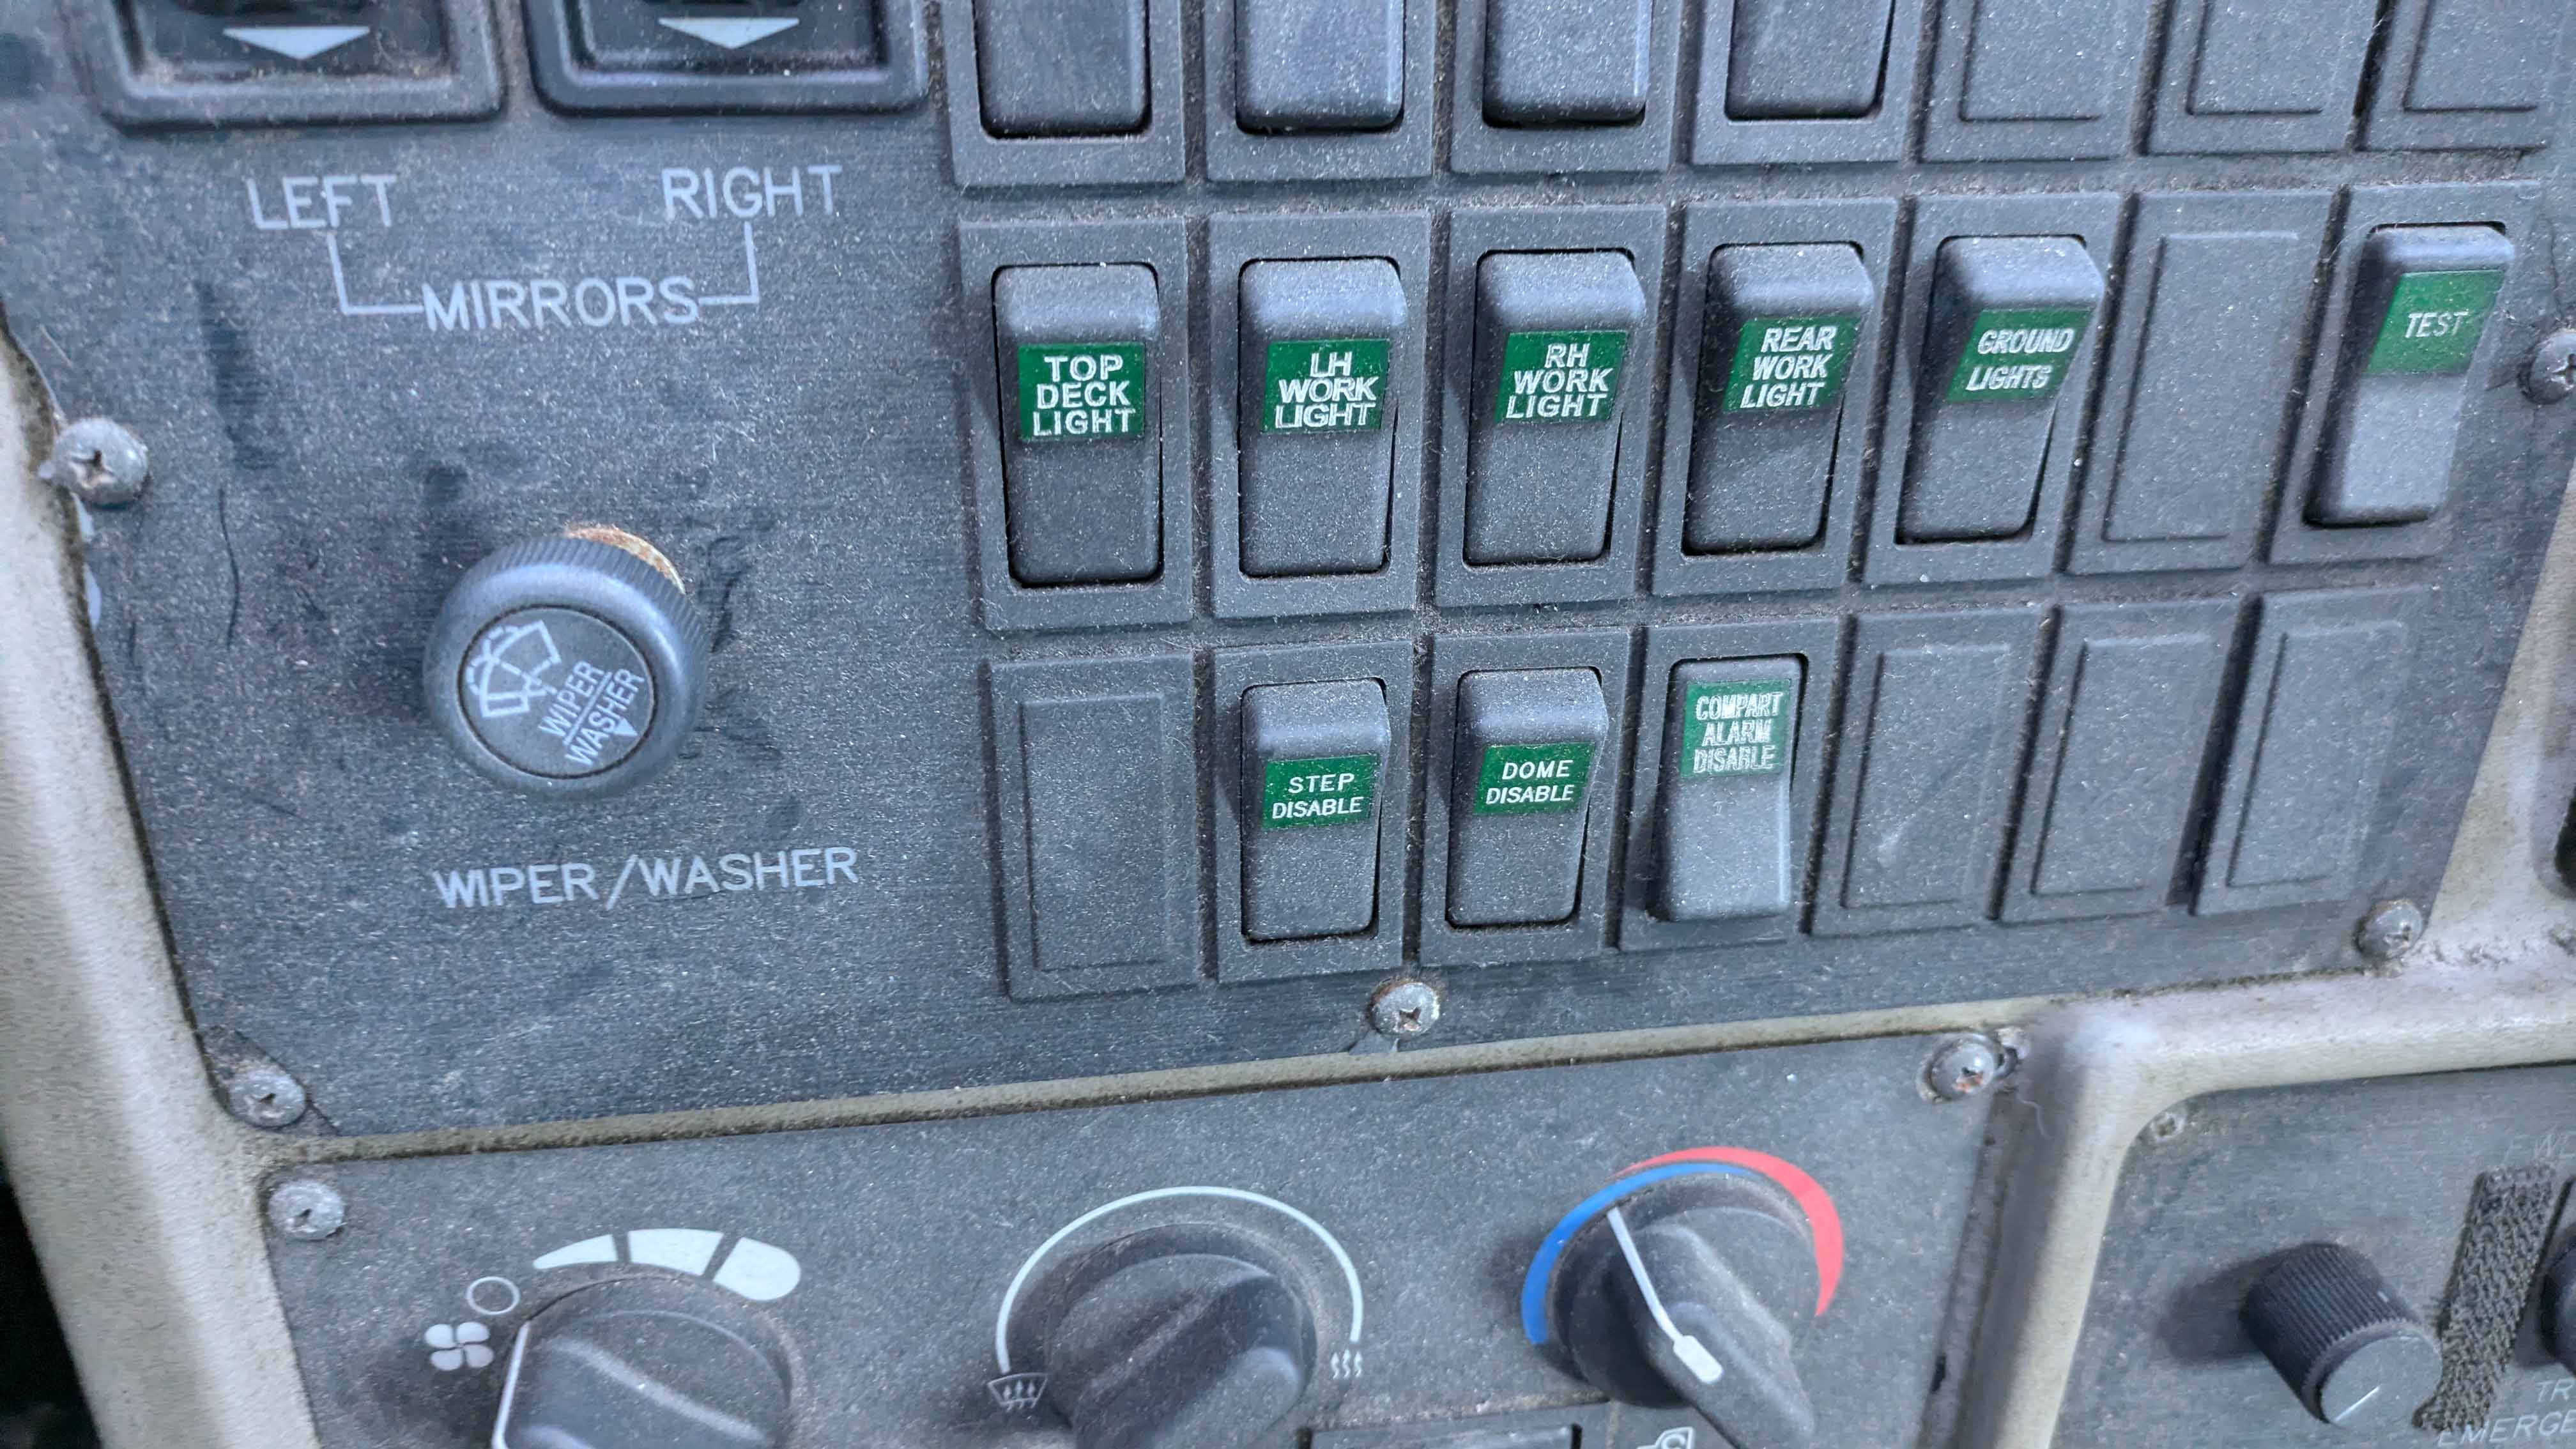 LEFT
RIGHT
MIRRORS
TOP
DECK
LIGHT
LH
WORK
LIGHT
RH
WORK
LIGHT
REAR
WORK
LIGHT
GROUND
LIGHTS
TEST
WIPER
WASHER
WIPER/WASHER
STEP
DISABLE
DOME
DISABLE
COMPART
ALARM
DISABLE